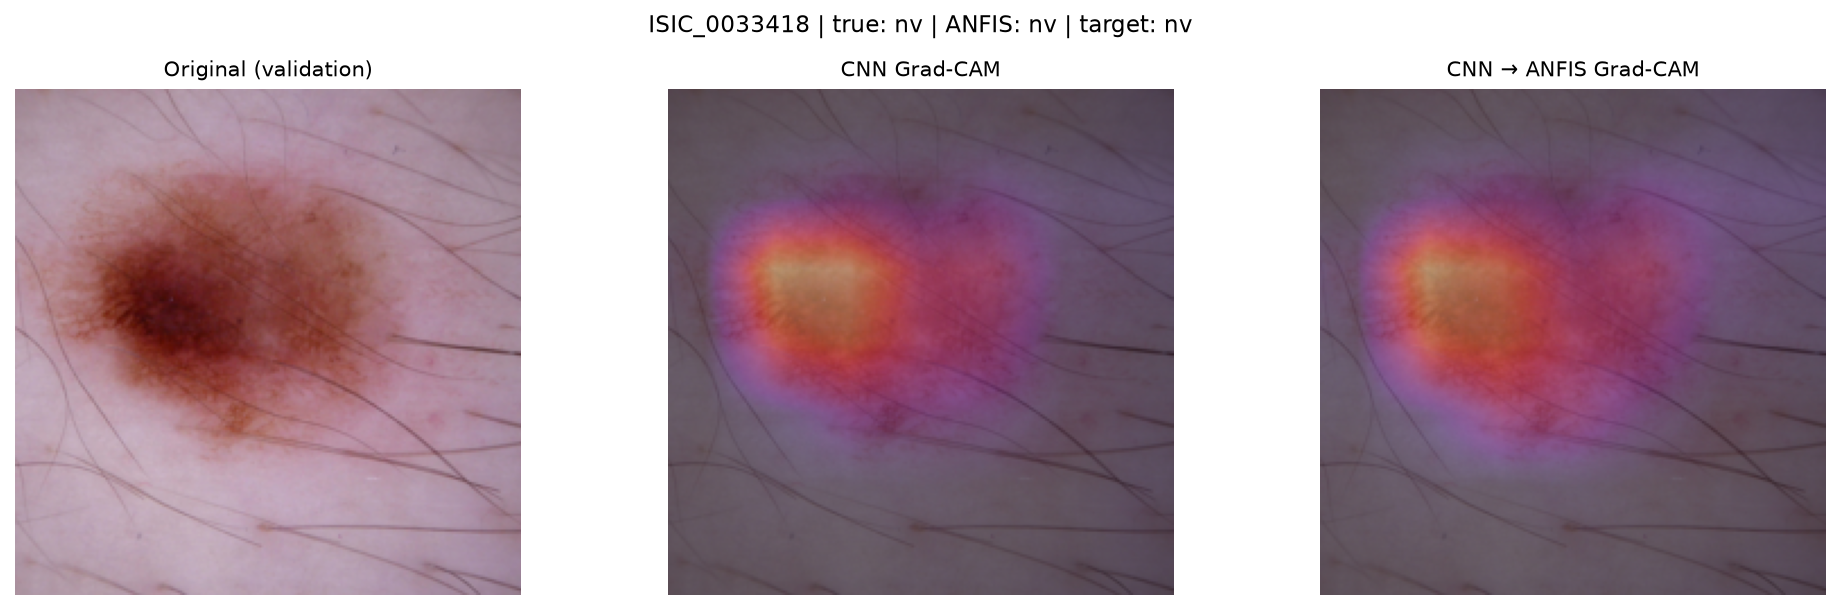 ISIC_0033418 | true: nv | ANFIS: nv | target: nv
Original (validation)
CNN Grad-CAM
CNN → ANFIS Grad-CAM